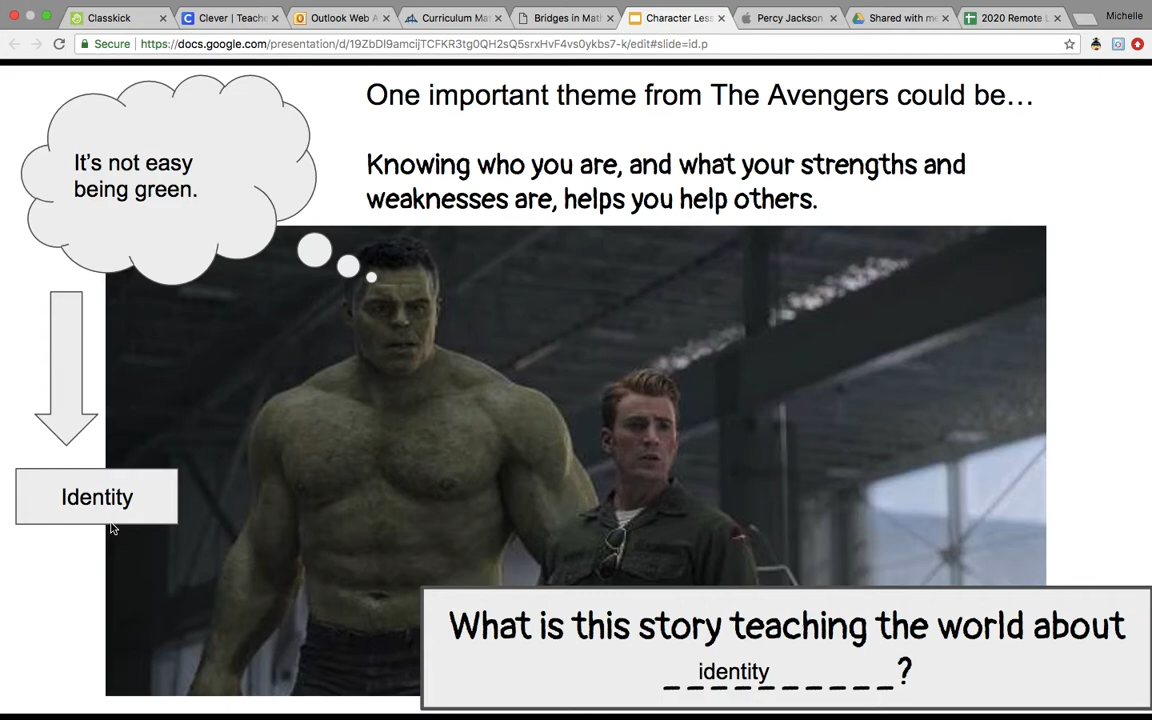 Classkick
Clever | Teache
Outlook Web A
Curriculum Ma
Bridges in Mat
Character Less
Percy Jackson
Shared with me
2020 Remote L
Michelle
Secure https://docs.google.com/presentation/d/19ZbDl9amcijTCFKR3tg0QH2sQ5srxHvF4vs0ykbs7-k/edit#slide=id.p
One important theme from The Avengers could be…
Knowing who you are, and what your strengths and
weaknesses are, helps you help others.
It's not easy
being green.
Identity
What is this story teaching the world about
identity
__________?